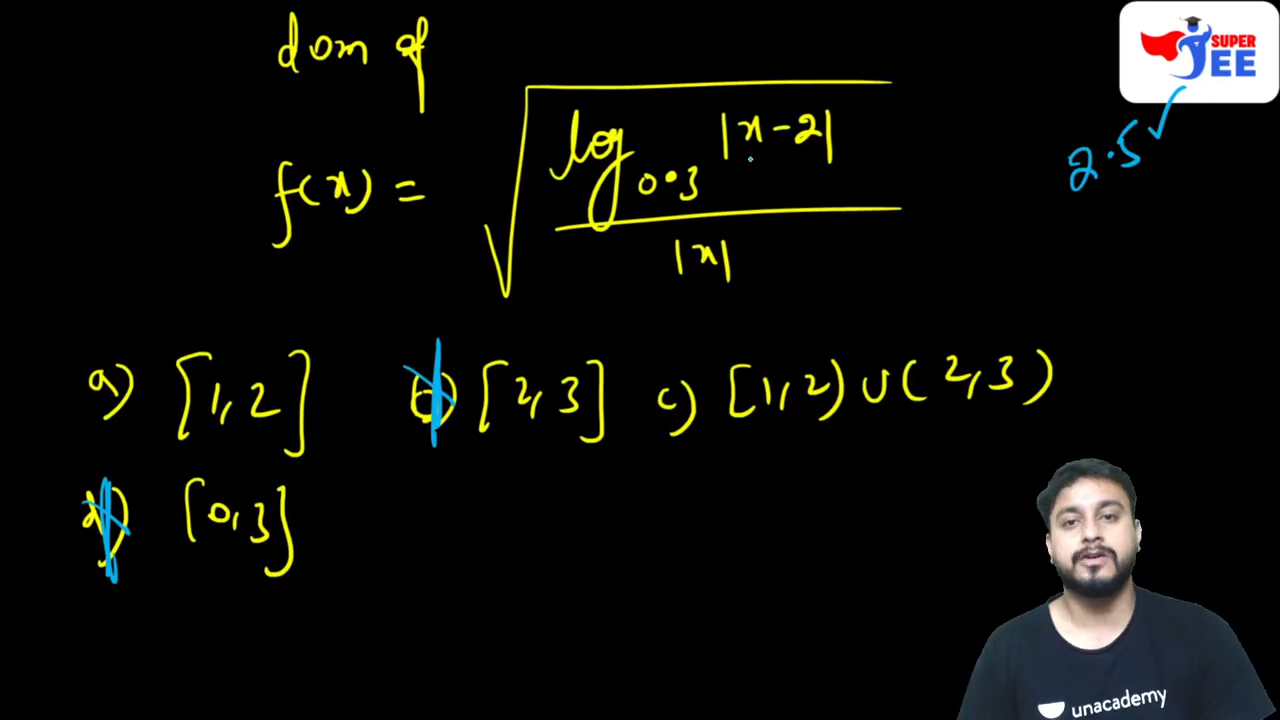 dom of
SUPER
JEE
2.5 ✓
f(x) = √(log₀.₃ |x-2| / |x|)
a) [1, 2] b) [2, 3] c) [1, 2) ∪ (2, 3)
d) [0, 3]
unacademy